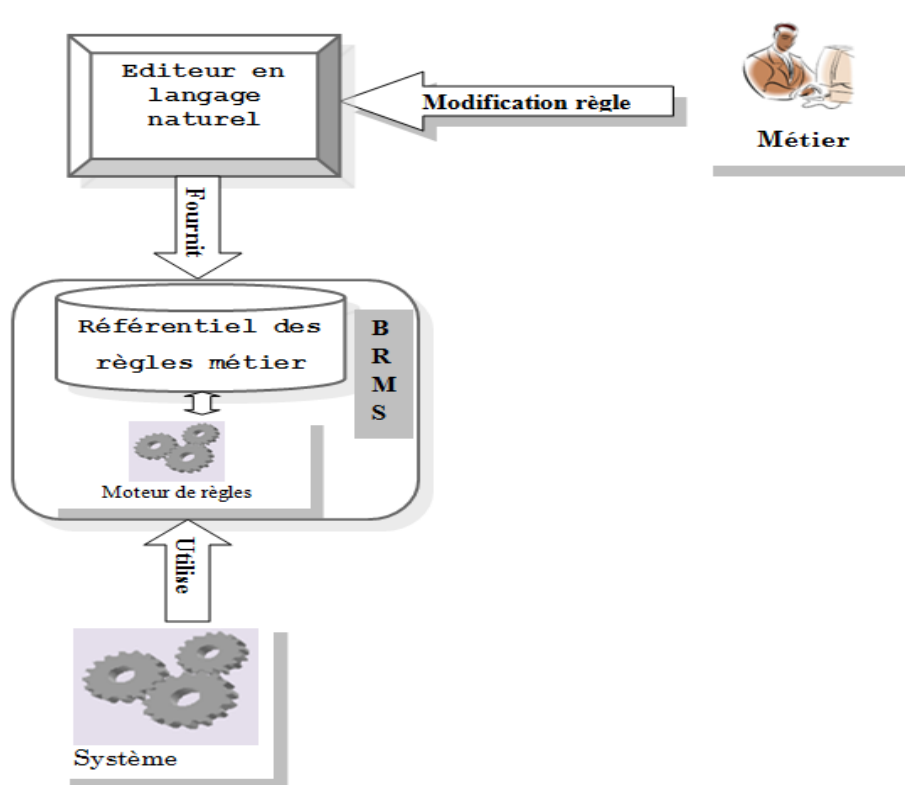 Editeur en
langage
naturel
Modification règle
Métier
Fournit
Référentiel des
règles métier
B
R
M
S
Moteur de règles
Utilise
Système